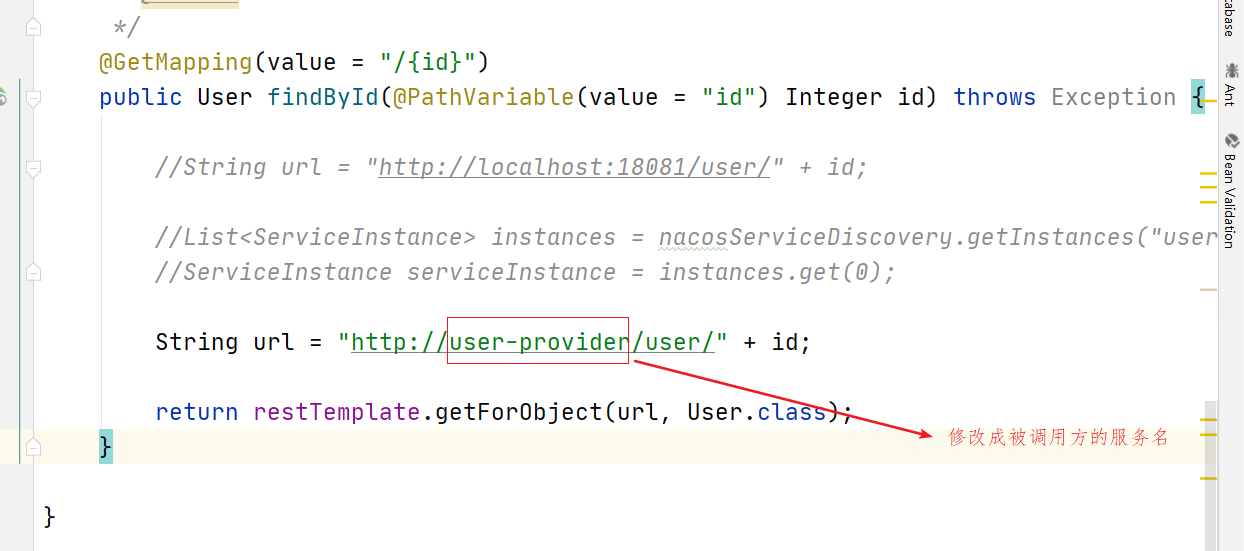 */
@GetMapping(value = "/{id}")
public User findById(@PathVariable(value = "id") Integer id) throws Exception {
//String url = "http://localhost:18081/user/" + id;
//List<ServiceInstance> instances = nacosServiceDiscovery.getInstances("user
//ServiceInstance serviceInstance = instances.get(0);
String url = "http://user-provider/user/" + id;
return restTemplate.getForObject(url, User.class);
修改成被调用方的服务名
}
}
Ant
Bean Validation